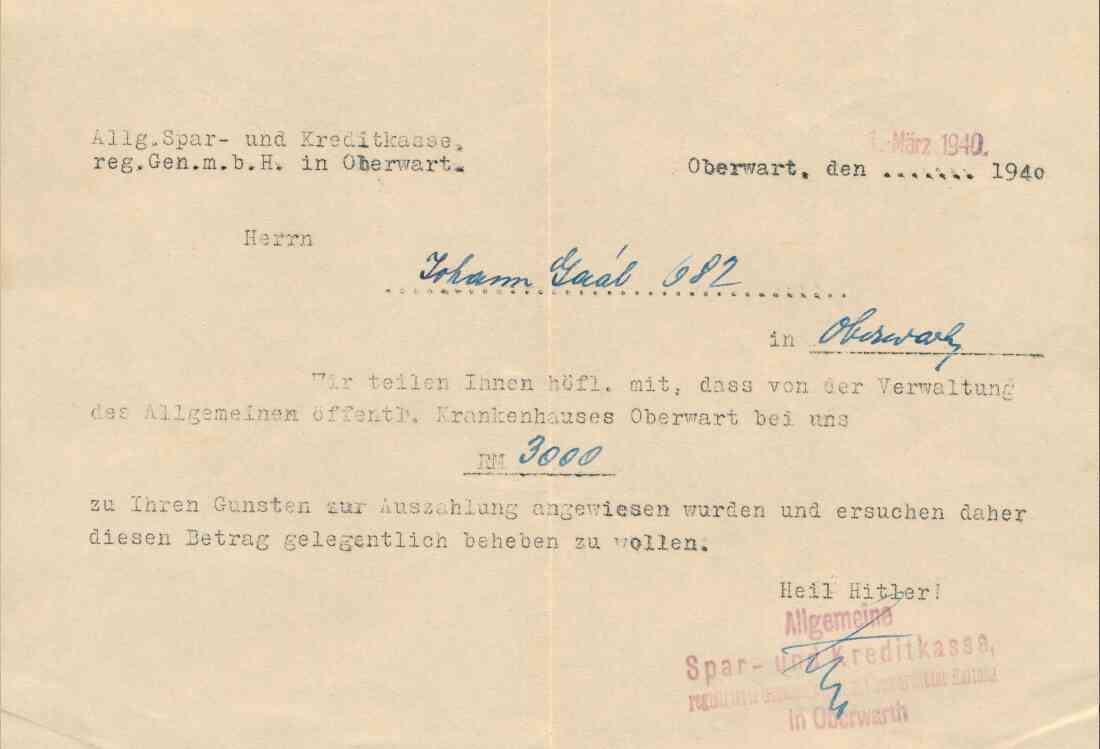 Allg.Spar- und Kreditkasse.
reg.Gen.m.b.H. in Oberwart.
1. März 1940.
Oberwart, den ....... 1940
Herrn
Johann Gaál 682
in Oberwarth
Wir teilen Ihnen höfl. mit, dass von der Verwaltung
des Allgemeinen öffentl. Krankenhauses Oberwart bei uns
RM 3000
zu Ihren Gunsten zur Auszahlung angewiesen wurden und ersuchen daher
diesen Betrag gelegentlich beheben zu wollen.
Heil Hitler!
Allgemeine
Spar- und Kreditkasse,
in Oberwarth